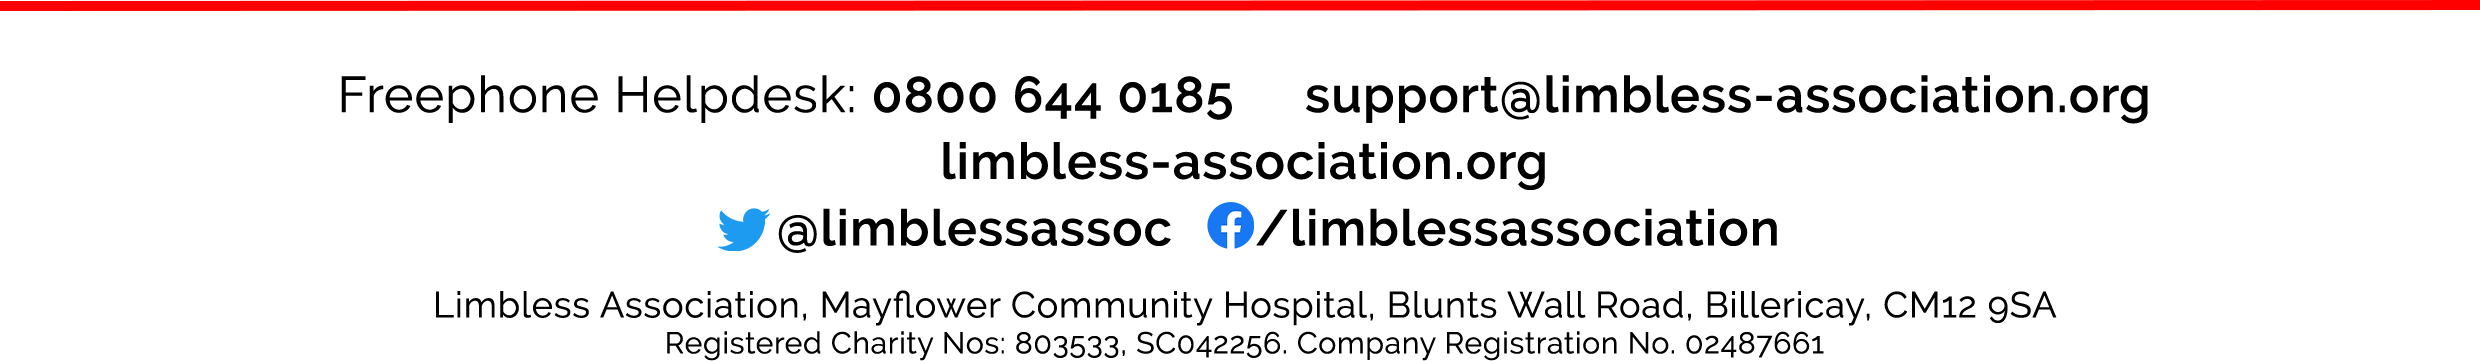 Freephone Helpdesk: 0800 644 0185 support@limbless-association.org
limbless-association.org
@limblessassoc /limblessassociation
Limbless Association, Mayflower Community Hospital, Blunts Wall Road, Billericay, CM12 9SA
Registered Charity Nos: 803533, SC042256. Company Registration No. 02487661